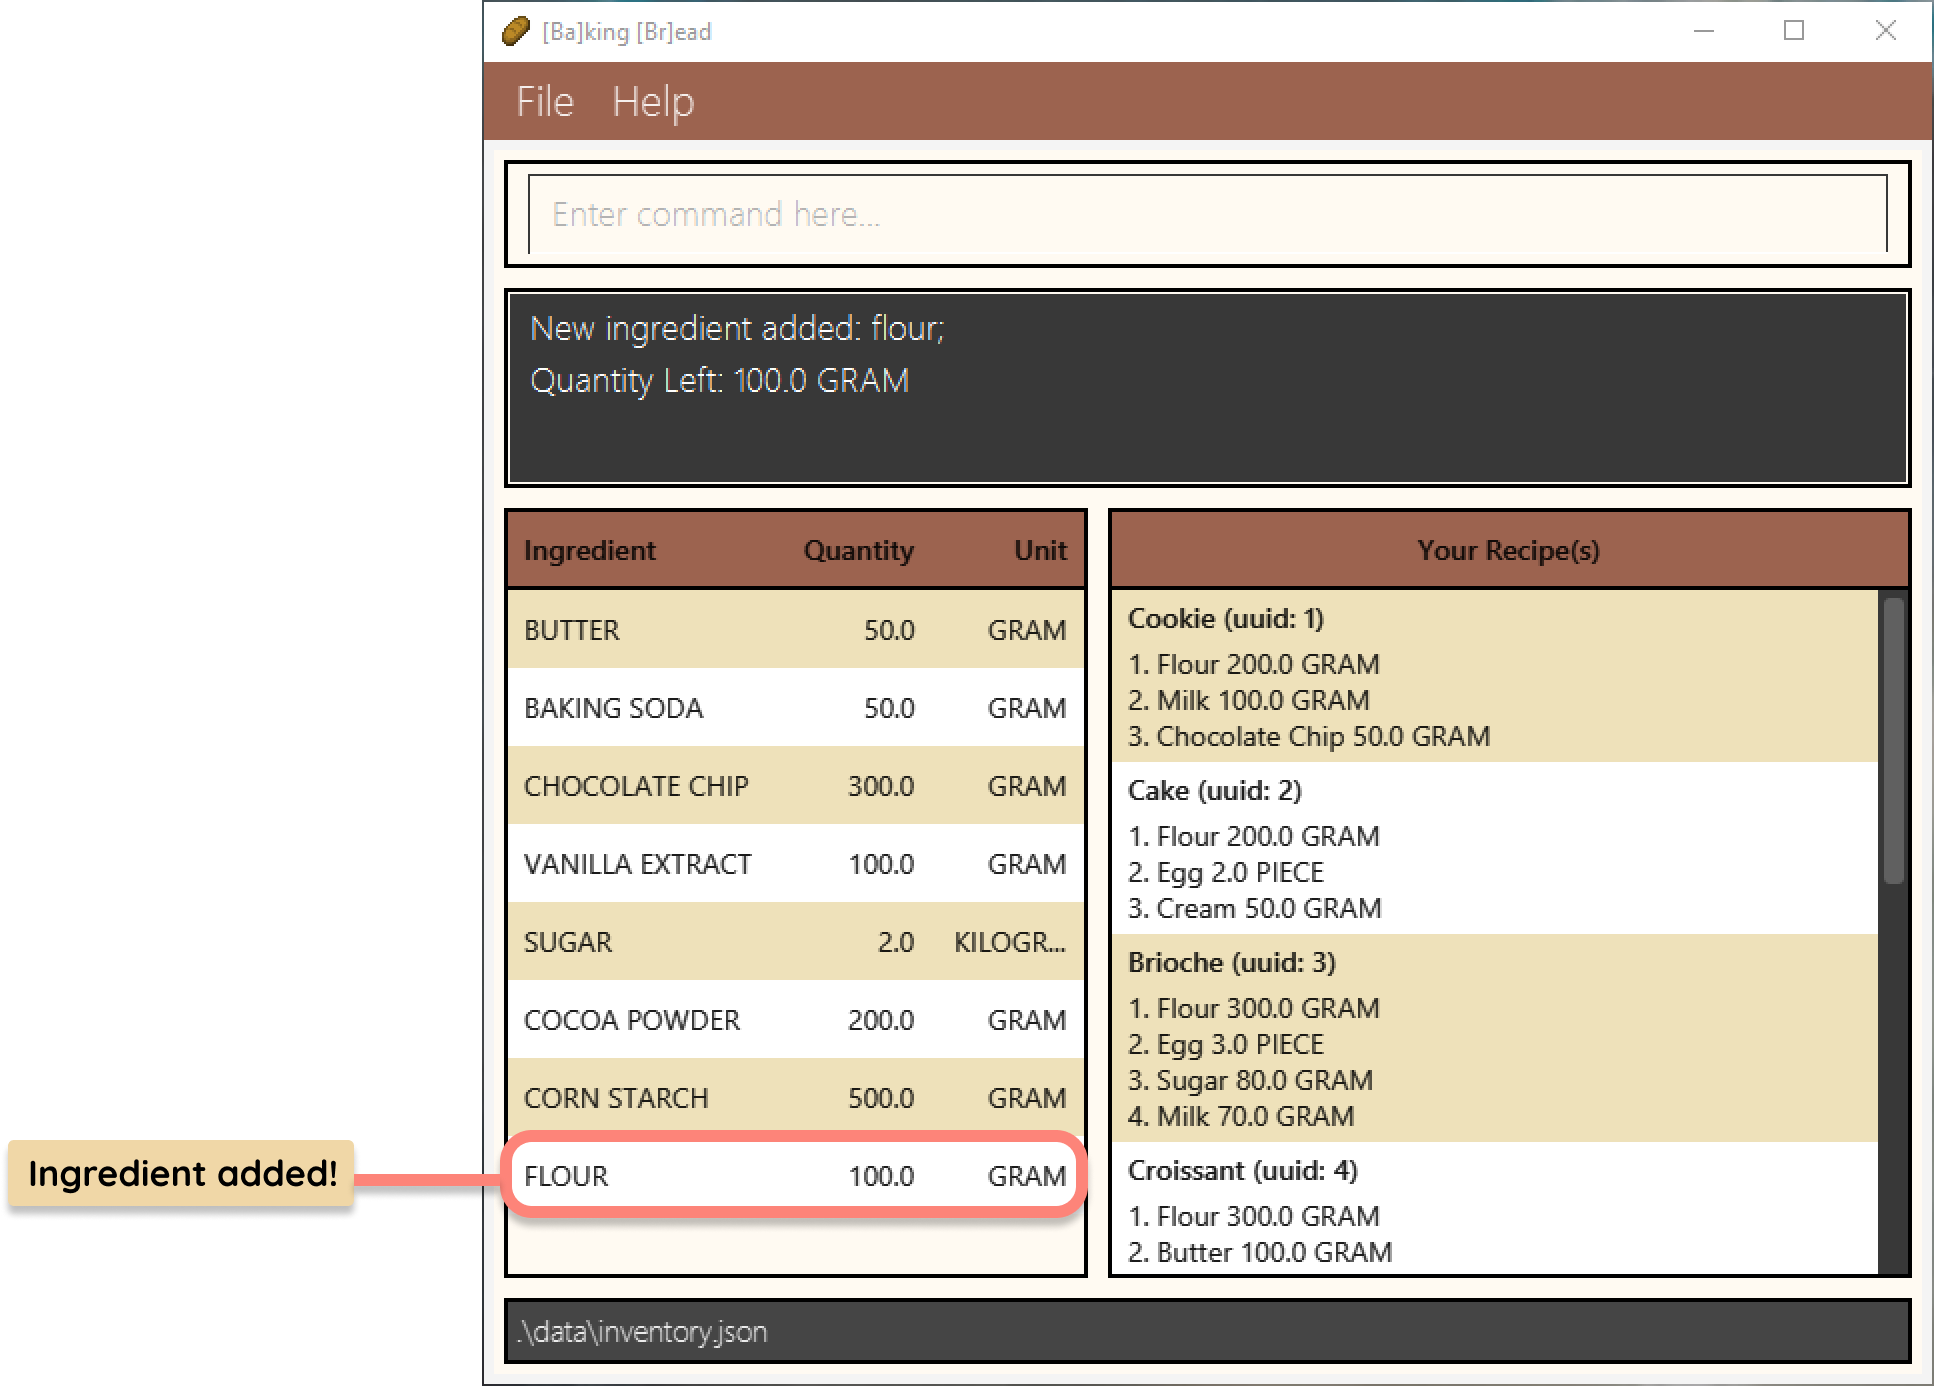 [Ba]king [Br]ead
File Help
Enter command here...
New ingredient added: flour;
Quantity Left: 100.0 GRAM
Ingredient Quantity Unit
BUTTER 50.0 GRAM
BAKING SODA 50.0 GRAM
CHOCOLATE CHIP 300.0 GRAM
VANILLA EXTRACT 100.0 GRAM
SUGAR 2.0 KILOGR...
COCOA POWDER 200.0 GRAM
CORN STARCH 500.0 GRAM
Ingredient added!
FLOUR 100.0 GRAM
Your Recipe(s)
Cookie (uuid: 1)
1. Flour 200.0 GRAM
2. Milk 100.0 GRAM
3. Chocolate Chip 50.0 GRAM
Cake (uuid: 2)
1. Flour 200.0 GRAM
2. Egg 2.0 PIECE
3. Cream 50.0 GRAM
Brioche (uuid: 3)
1. Flour 300.0 GRAM
2. Egg 3.0 PIECE
3. Sugar 80.0 GRAM
4. Milk 70.0 GRAM
Croissant (uuid: 4)
1. Flour 300.0 GRAM
2. Butter 100.0 GRAM
.\data\inventory.json